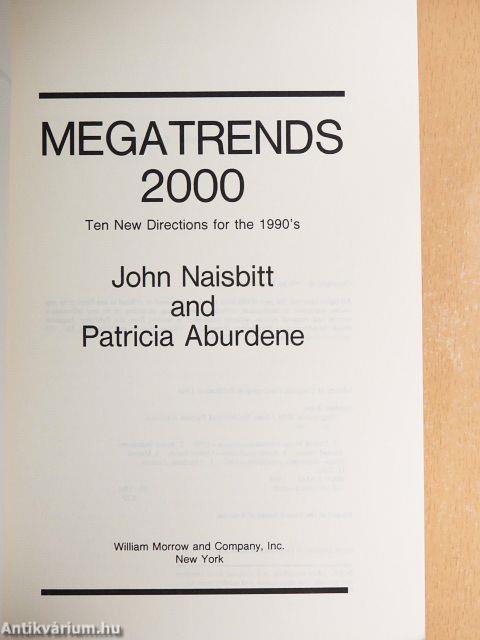 MEGATRENDS
2000
Ten New Directions for the 1990's
John Naisbitt
and
Patricia Aburdene
William Morrow and Company, Inc.
New York
Antikvárium.hu